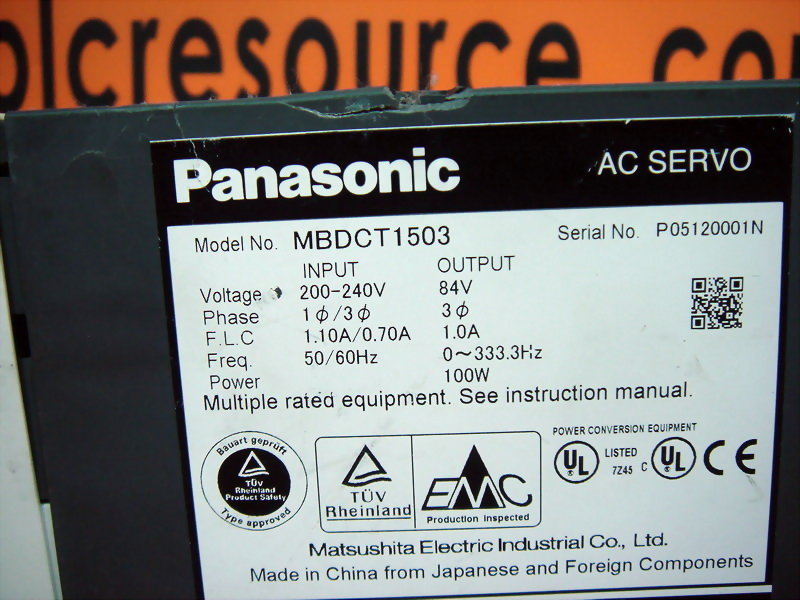 plcresource.co
Panasonic AC SERVO
Model No. MBDCT1503 Serial No. P05120001N
INPUT OUTPUT
Voltage 200-240V 84V
Phase 1ϕ/3ϕ 3ϕ
F.L.C 1.10A/0.70A 1.0A
Freq. 50/60Hz 0~333.3Hz
Power 100W
Multiple rated equipment. See instruction manual.
Bauart geprüft
TÜV
Rheinland
Product Safety
Type approved
TÜV
Rheinland
EMC
Production inspected
POWER CONVERSION EQUIPMENT
UL LISTED 7Z45 C UL CE
Matsushita Electric Industrial Co., Ltd.
Made in China from Japanese and Foreign Components